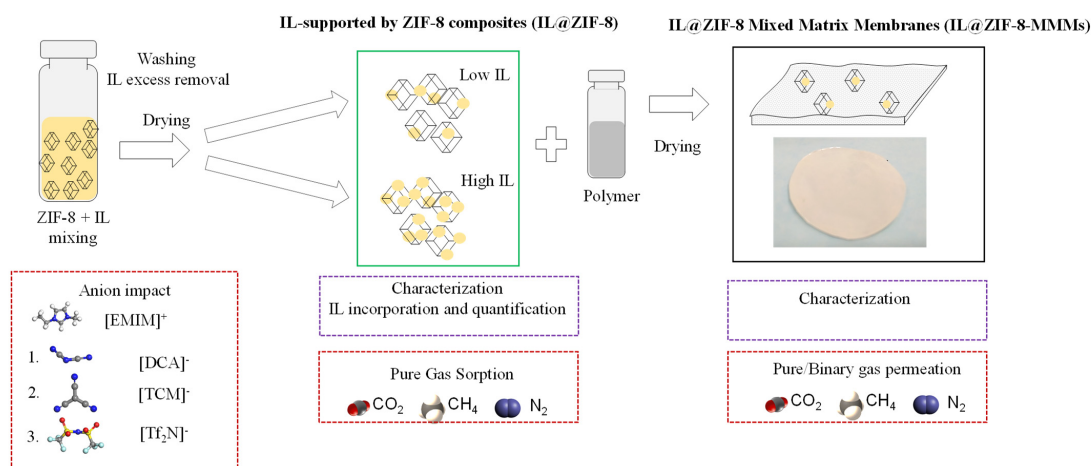 IL-supported by ZIF-8 composites (IL@ZIF-8)
IL@ZIF-8 Mixed Matrix Membranes (IL@ZIF-8-MMMs)
Washing
IL excess removal
Drying
ZIF-8 + IL
mixing
Low IL
High IL
Polymer
Drying
Anion impact
[EMIM]⁺
1. [DCA]⁻
2. [TCM]⁻
3. [Tf₂N]⁻
Characterization
IL incorporation and quantification
Pure Gas Sorption
CO₂ CH₄ N₂
Characterization
Pure/Binary gas permeation
CO₂ CH₄ N₂